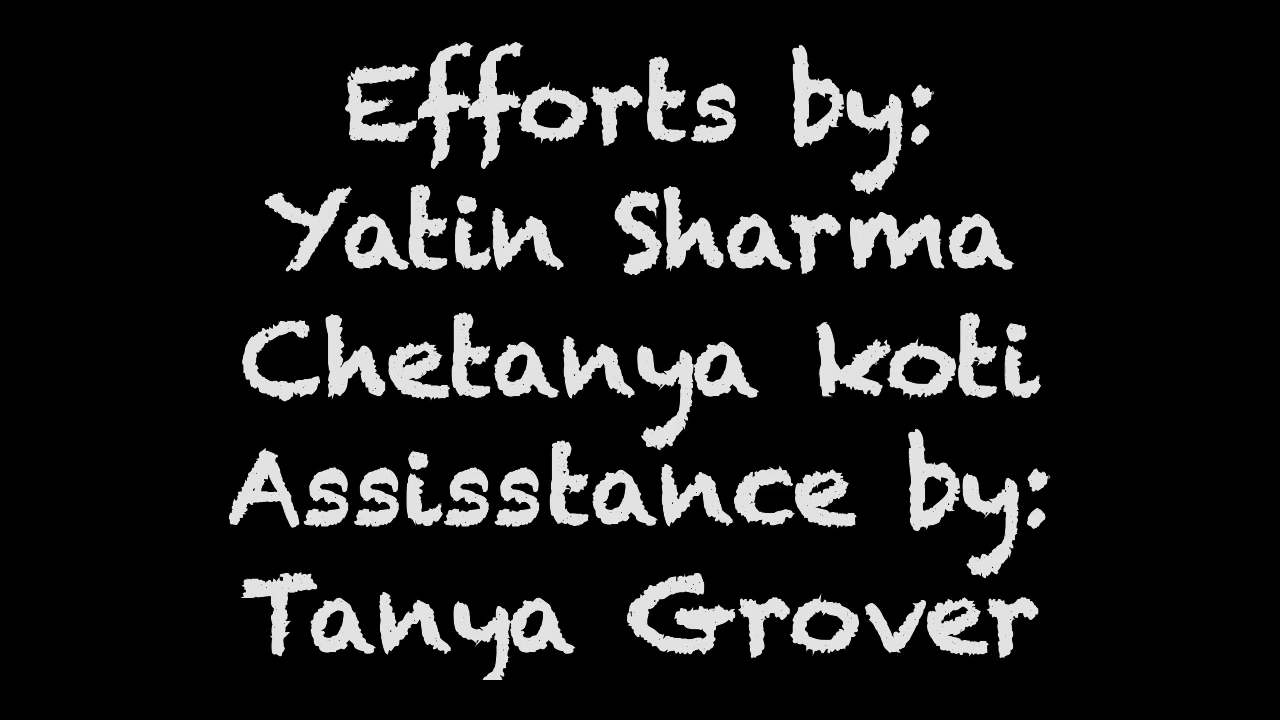 Efforts by:
Yatin Sharma
Chetanya koti
Assisstance by:
Tanya Grover